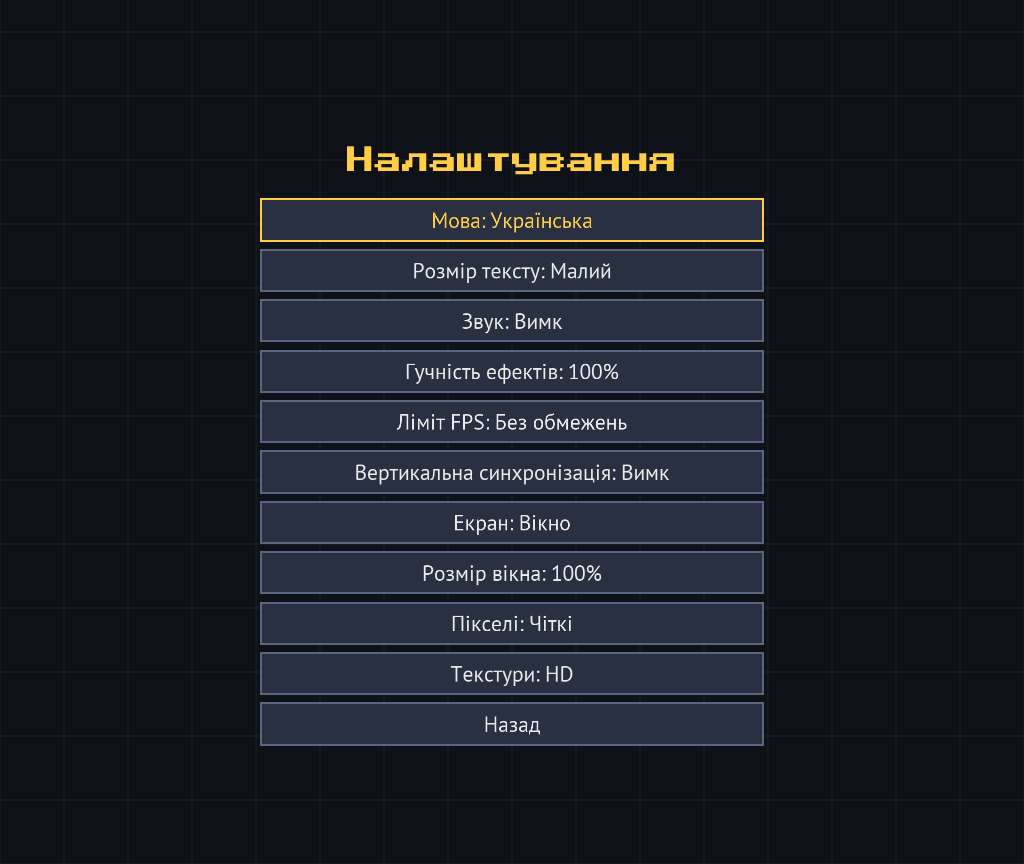 Налаштування
Мова: Українська
Розмір тексту: Малий
Звук: Вимк
Гучність ефектів: 100%
Ліміт FPS: Без обмежень
Вертикальна синхронізація: Вимк
Екран: Вікно
Розмір вікна: 100%
Пікселі: Чіткі
Текстури: HD
Назад